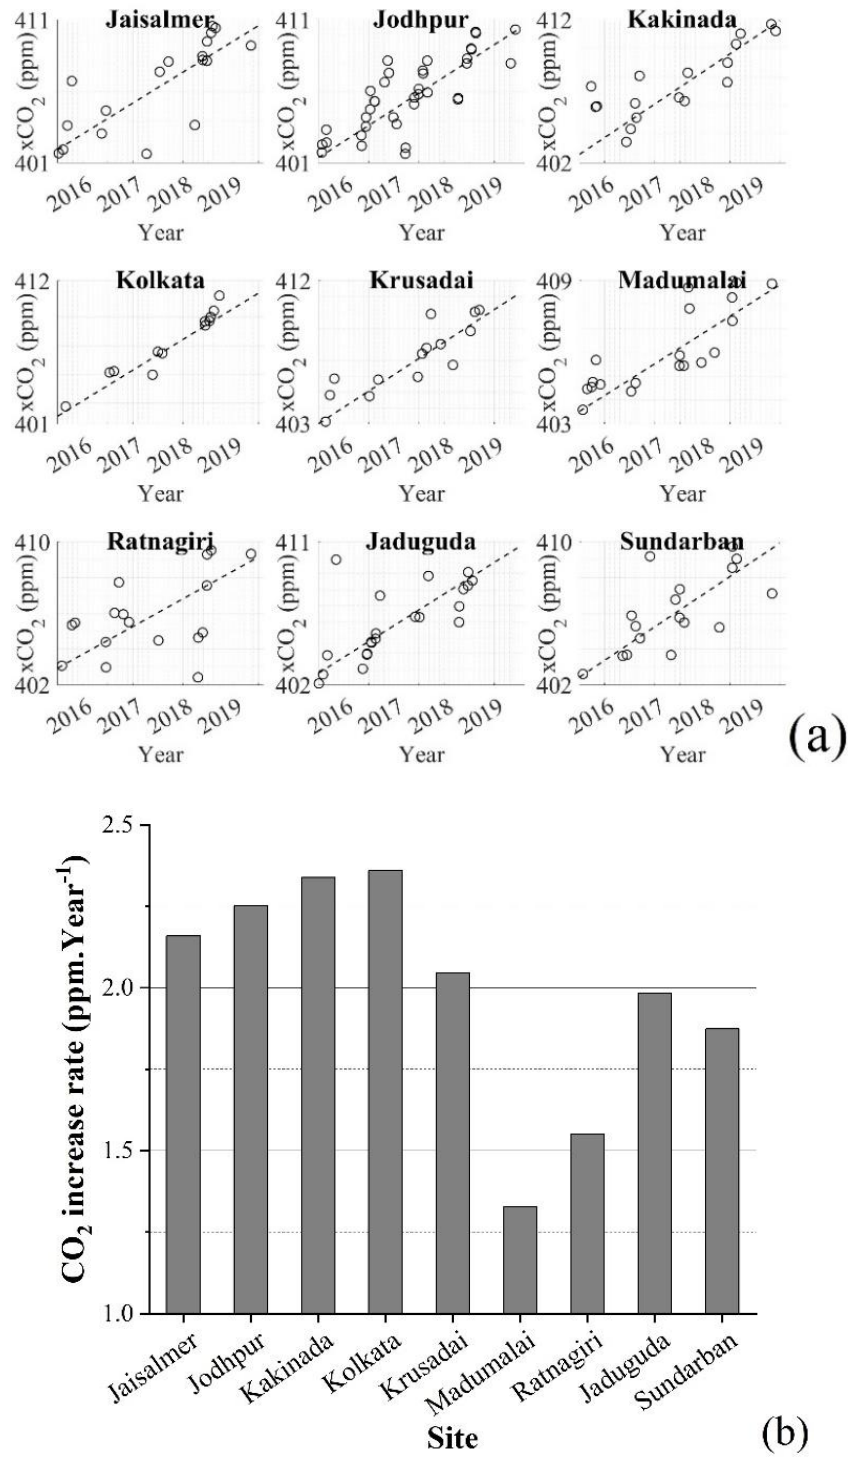 Jaisalmer Jodhpur Kakinada
411 411 412
xCO2 (ppm) xCO2 (ppm) xCO2 (ppm)
401 401 402
2016 2017 2018 2019 2016 2017 2018 2019 2016 2017 2018 2019
Year Year Year
Kolkata Krusadai Madumalai
412 412 409
xCO2 (ppm) xCO2 (ppm) xCO2 (ppm)
401 403 403
2016 2017 2018 2019 2016 2017 2018 2019 2016 2017 2018 2019
Year Year Year
Ratnagiri Jaduguda Sundarban
410 411 410
xCO2 (ppm) xCO2 (ppm) xCO2 (ppm)
402 402 402
2016 2017 2018 2019 2016 2017 2018 2019 2016 2017 2018 2019
Year Year Year
(a)
CO2 increase rate (ppm.Year-1)
2.5
2.0
1.5
1.0
Jaisalmer Jodhpur Kakinada Kolkata Krusadai Madumalai Ratnagiri Jaduguda Sundarban
Site
(b)